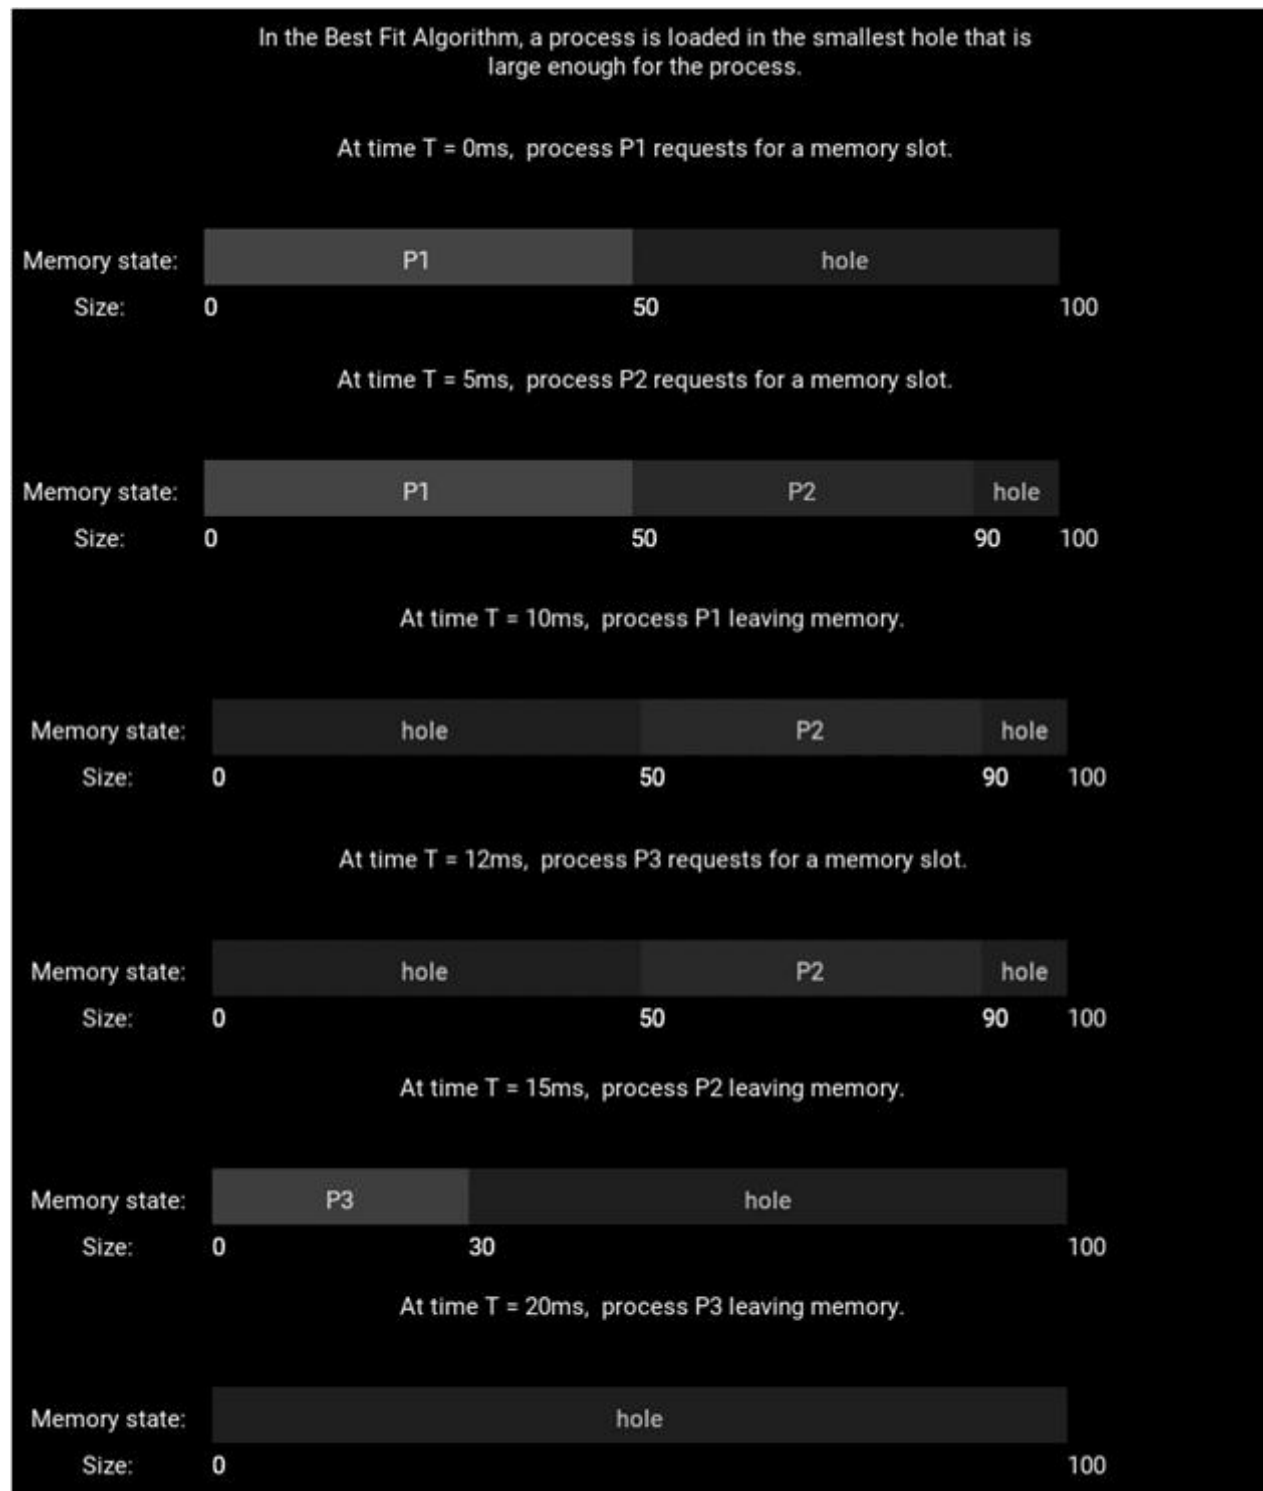 In the Best Fit Algorithm, a process is loaded in the smallest hole that is
large enough for the process.
At time T = 0ms, process P1 requests for a memory slot.
Memory state: P1 hole
Size: 0 50 100
At time T = 5ms, process P2 requests for a memory slot.
Memory state: P1 P2 hole
Size: 0 50 90 100
At time T = 10ms, process P1 leaving memory.
Memory state: hole P2 hole
Size: 0 50 90 100
At time T = 12ms, process P3 requests for a memory slot.
Memory state: hole P2 hole
Size: 0 50 90 100
At time T = 15ms, process P2 leaving memory.
Memory state: P3 hole
Size: 0 30 100
At time T = 20ms, process P3 leaving memory.
Memory state: hole
Size: 0 100